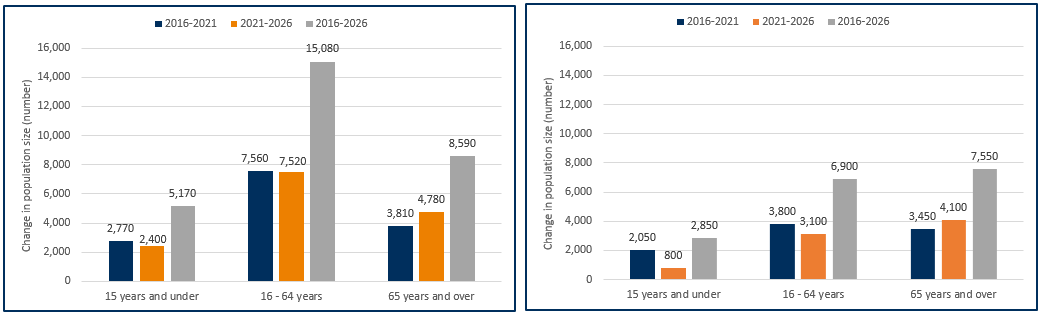 2016-2021 2021-2026 2016-2026
Change in population size (number)
16,000
14,000
12,000
10,000
8,000
6,000
4,000
2,000
0
2,770 2,400 5,170
7,560 7,520 15,080
3,810 4,780 8,590
15 years and under 16 - 64 years 65 years and over
2016-2021 2021-2026 2016-2026
Change in population size (number)
16,000
14,000
12,000
10,000
8,000
6,000
4,000
2,000
0
2,050 800 2,850
3,800 3,100 6,900
3,450 4,100 7,550
15 years and under 16 - 64 years 65 years and over